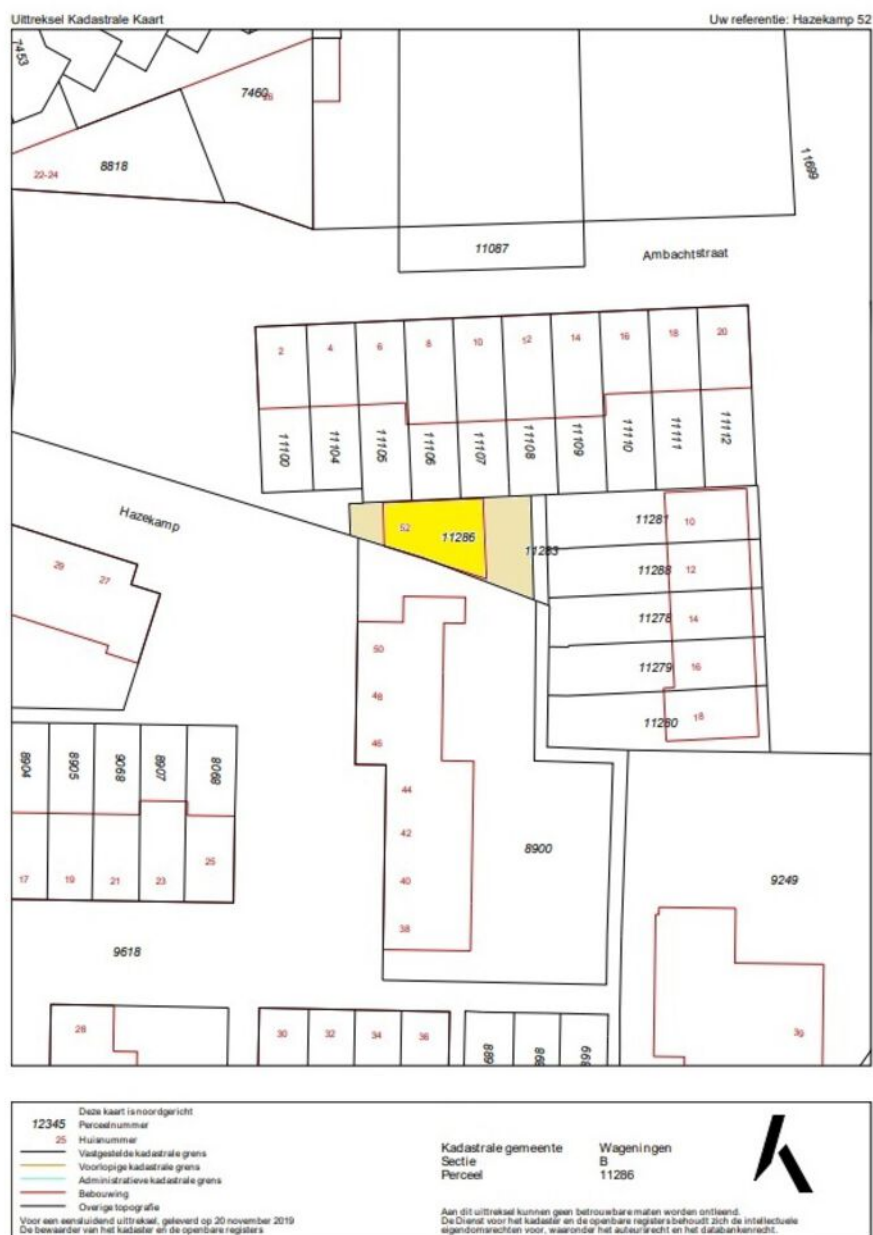 Uittreksel Kadastrale Kaart
Uw referentie: Hazekamp 52
7453
7460
8818
22-24
11699
11087
Ambachtstraat
2 4 6 8 10 12 14 16 18 20
11100 11104 11105 11106 11107 11108 11109 11110 11111 11112
Hazekamp
52 11286
11283
11281 10
11288 12
11278 14
11279 16
11280 18
29 27
50
48
46
44
42
40
38
8904 8905 9068 8907 8068
17 19 21 23 25
8900
9249
9618
28
30 32 34 36
39
12345
25
Deze kaart is noordgericht
Perceelnummer
Huisnummer
Vastgestelde kadastrale grens
Voorlopige kadastrale grens
Administratieve kadastrale grens
Bebouwing
Overige topografie
Voor een eensluidend uittreksel, geleverd op 20 november 2019
De bewaarder van het kadaster en de openbare registers
Kadastrale gemeente Wageningen
Sectie B
Perceel 11286
Aan dit uittreksel kunnen geen betrouwbare maten worden ontleend.
De Dienst voor het kadaster en de openbare registers behoudt zich de intellectuele
eigendomsrechten voor, waaronder het auteursrecht en het databankenrecht.